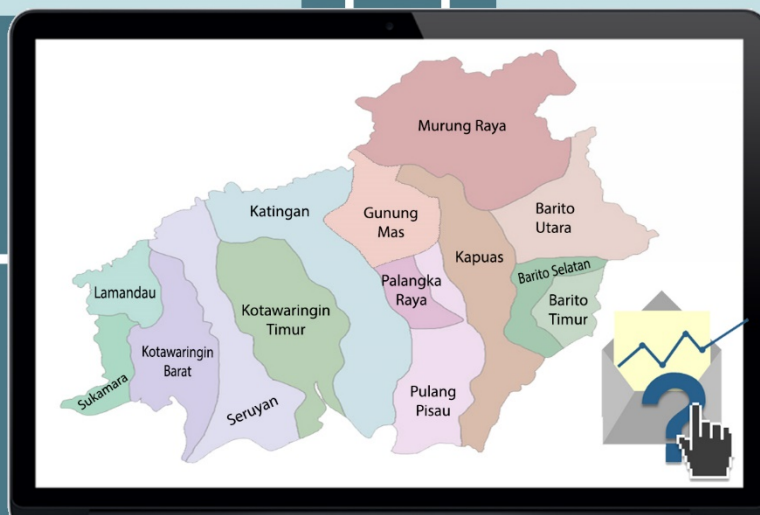 Murung Raya
Katingan
Gunung
Mas
Barito
Utara
Kapuas
Barito Selatan
Palangka
Raya
Lamandau
Barito
Timur
Kotawaringin
Timur
Kotawaringin
Barat
Sukamara
Seruyan
Pulang
Pisau
?